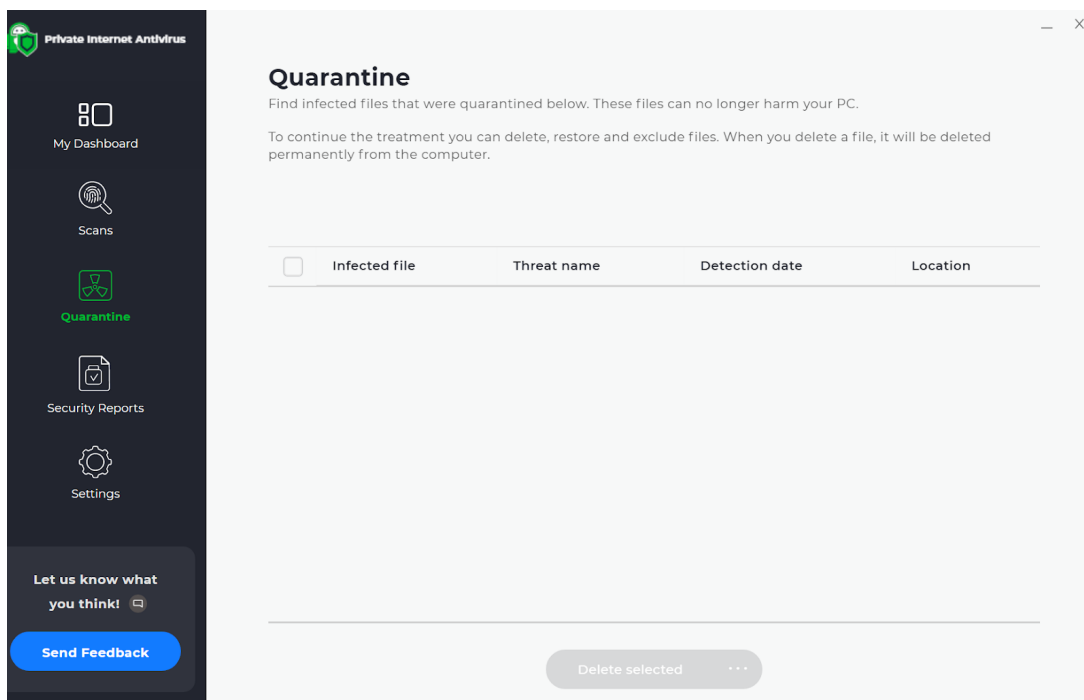 Private Internet Antivirus
My Dashboard
Scans
Quarantine
Security Reports
Settings
Let us know what
you think!
Send Feedback
Quarantine
Find infected files that were quarantined below. These files can no longer harm your PC.
To continue the treatment you can delete, restore and exclude files. When you delete a file, it will be deleted
permanently from the computer.
Infected file Threat name Detection date Location
Delete selected ...